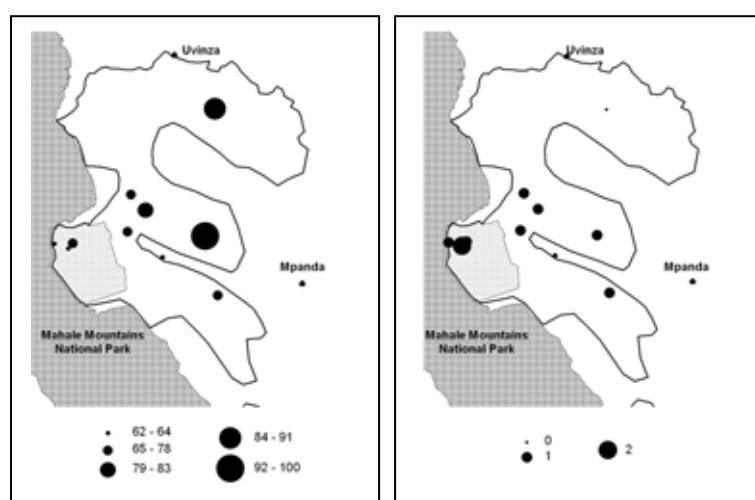 Uvinza
Mpanda
Mahale Mountains
National Park
62 - 64
65 - 78
79 - 83
84 - 91
92 - 100
Uvinza
Mpanda
Mahale Mountains
National Park
0
1
2